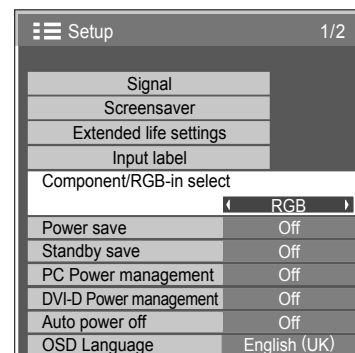 Setup 1/2
Signal
Screensaver
Extended life settings
Input label
Component/RGB-in select
RGB
Power save Off
Standby save Off
PC Power management Off
DVI-D Power management Off
Auto power off Off
OSD Language English (UK)